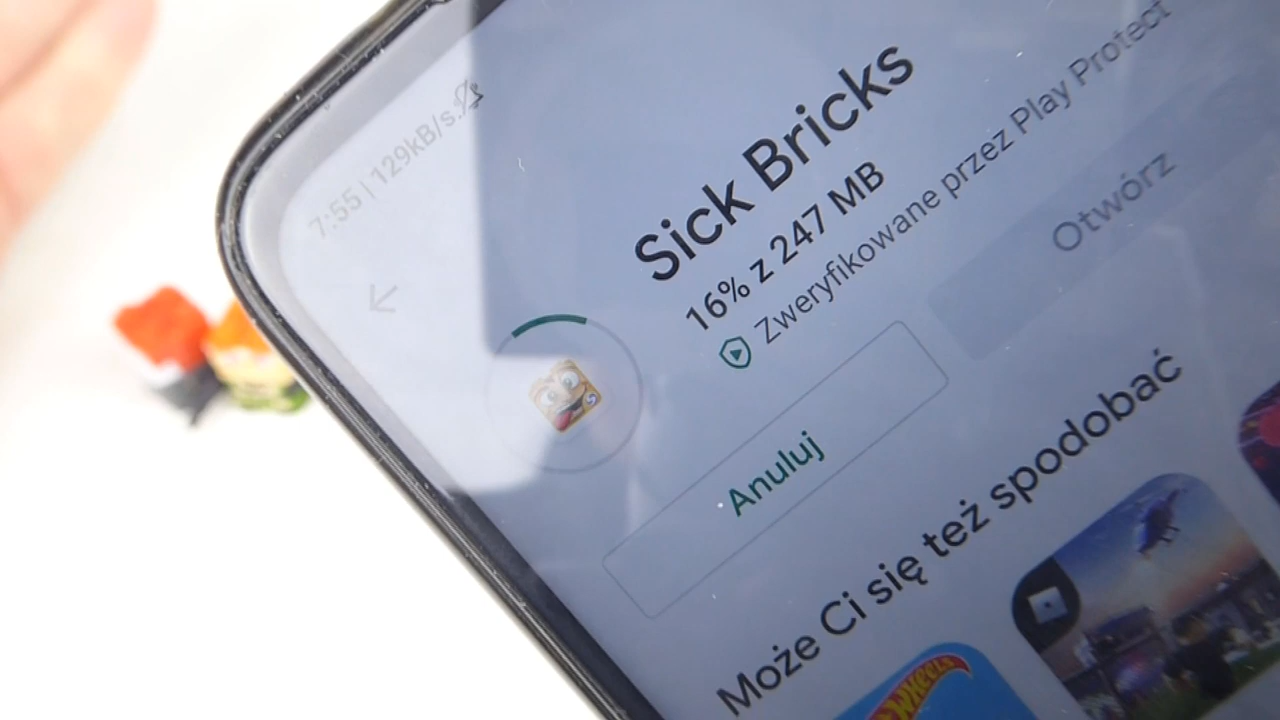 7:55 | 129kB/s
Sick Bricks
16% z 247 MB
Zweryfikowane przez Play Protect
Anuluj
Otwórz
Może Ci się też spodobać
WHEELS